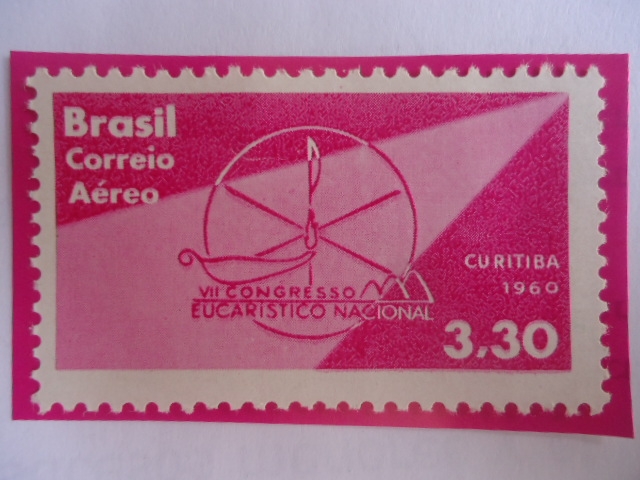 Brasil
Correio
Aéreo
CURITIBA
1960
VII CONGRESSO
EUCARÍSTICO NACIONAL
3,30